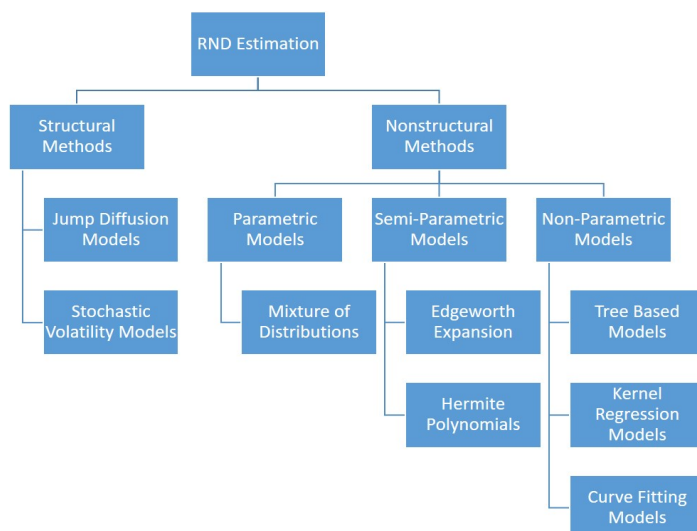 RND Estimation
Structural
Methods
Nonstructural
Methods
Jump Diffusion
Models
Stochastic
Volatility Models
Parametric
Models
Mixture of
Distributions
Semi-Parametric
Models
Edgeworth
Expansion
Hermite
Polynomials
Non-Parametric
Models
Tree Based
Models
Kernel
Regression
Models
Curve Fitting
Models